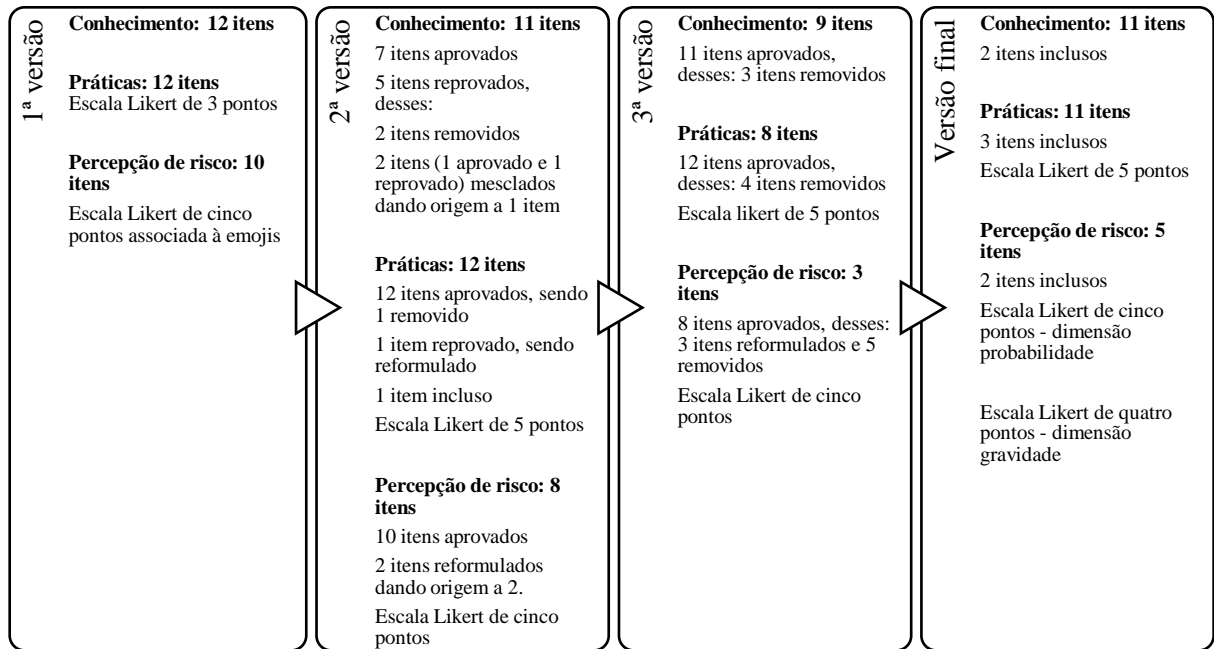 1ª versão
Conhecimento: 12 itens
Práticas: 12 itens
Escala Likert de 3 pontos
Percepção de risco: 10
itens
Escala Likert de cinco
pontos associada à emojis
2ª versão
Conhecimento: 11 itens
7 itens aprovados
5 itens reprovados,
desses:
2 itens removidos
2 itens (1 aprovado e 1
reprovado) mesclados
dando origem a 1 item
Práticas: 12 itens
12 itens aprovados, sendo
1 removido
1 item reprovado, sendo
reformulado
1 item incluso
Escala Likert de 5 pontos
Percepção de risco: 8
itens
10 itens aprovados
2 itens reformulados
dando origem a 2.
Escala Likert de cinco
pontos
3ª versão
Conhecimento: 9 itens
11 itens aprovados,
desses: 3 itens removidos
Práticas: 8 itens
12 itens aprovados,
desses: 4 itens removidos
Escala likert de 5 pontos
Percepção de risco: 3
itens
8 itens aprovados, desses:
3 itens reformulados e 5
removidos
Escala Likert de cinco
pontos
Versão final
Conhecimento: 11 itens
2 itens inclusos
Práticas: 11 itens
3 itens inclusos
Escala Likert de 5 pontos
Percepção de risco: 5
itens
2 itens inclusos
Escala Likert de cinco
pontos - dimensão
probabilidade
Escala Likert de quatro
pontos - dimensão
gravidade